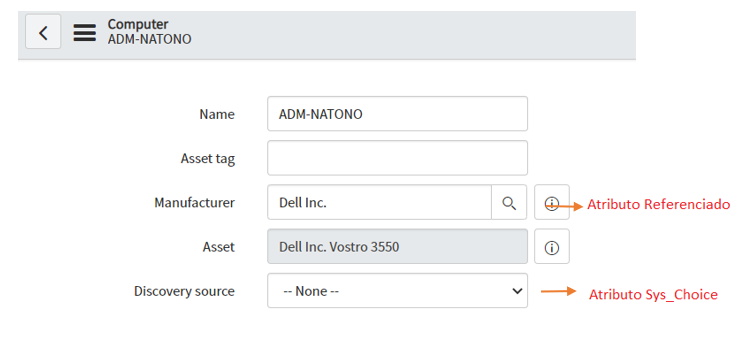 Computer
ADM-NATONO
Name ADM-NATONO
Asset tag
Manufacturer Dell Inc. Atributo Referenciado
Asset Dell Inc. Vostro 3550
Discovery source -- None -- Atributo Sys_Choice